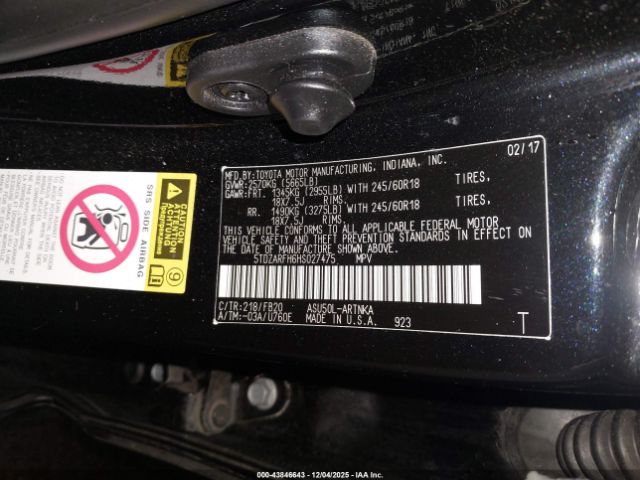 02/17
MFD.BY:TOYOTA MOTOR MANUFACTURING, INDIANA, INC.
GVWR:2570KG (5665LB)
GAWR:FRT. 1345KG (2955LB) WITH 245/60R18 TIRES,
18X7.5J RIMS.
RR. 1490KG (3275LB) WITH 245/60R18 TIRES,
18X7.5J RIMS
THIS VEHICLE CONFORMS TO ALL APPLICABLE FEDERAL MOTOR
VEHICLE SAFETY AND THEFT PREVENTION STANDARDS IN EFFECT ON
THE DATE OF MANUFACTURE SHOWN ABOVE.
5TDZARFH6HS027475 MPV
C/TR:218/FB20 ASU50L-ARTNKA
A/TM:-03A/U760E MADE IN U.S.A. 923
T
CAUTION
ATTENTION
ACHTUNG
SRS SIDE AIRBAG
9
000-43846643 - 12/04/2025 - IAAI.COM